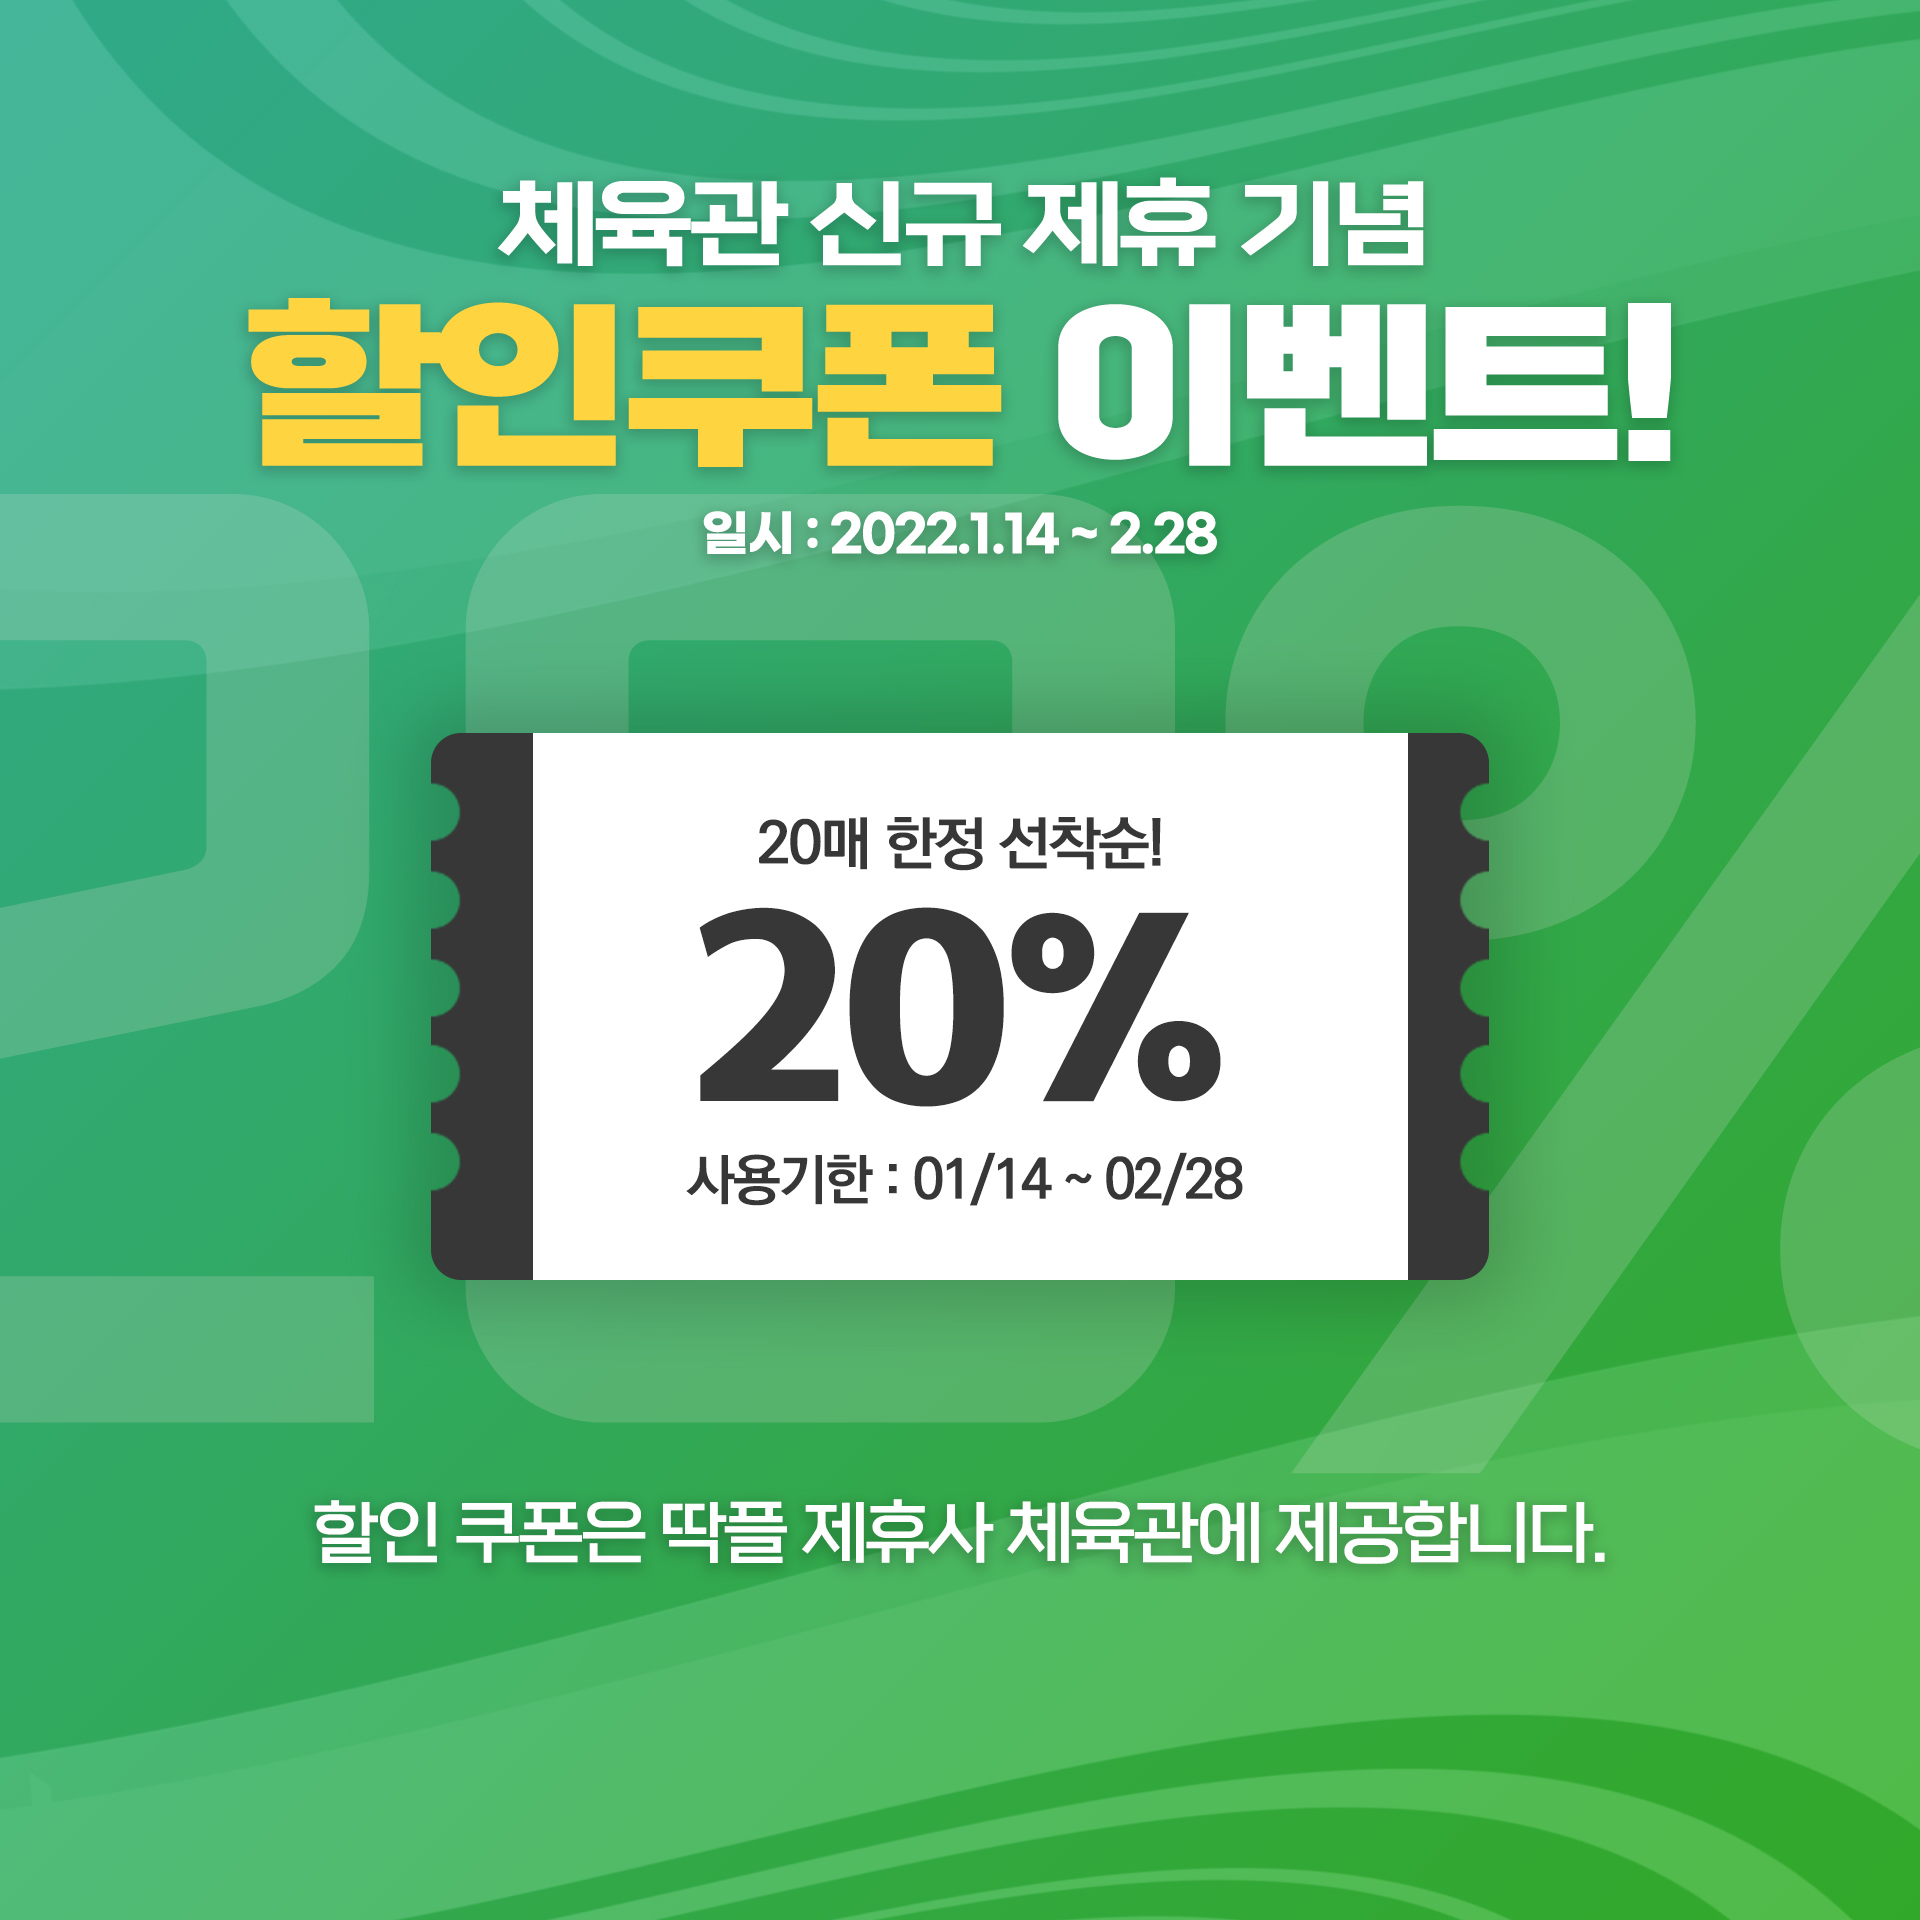 체육관 신규 제휴 기념
할인쿠폰 이벤트!
일시 : 2022.1.14 ~ 2.28
20매 한정 선착순!
20%
사용기한 : 01/14 ~ 02/28
할인 쿠폰은 딱플 제휴사 체육관에 제공합니다.